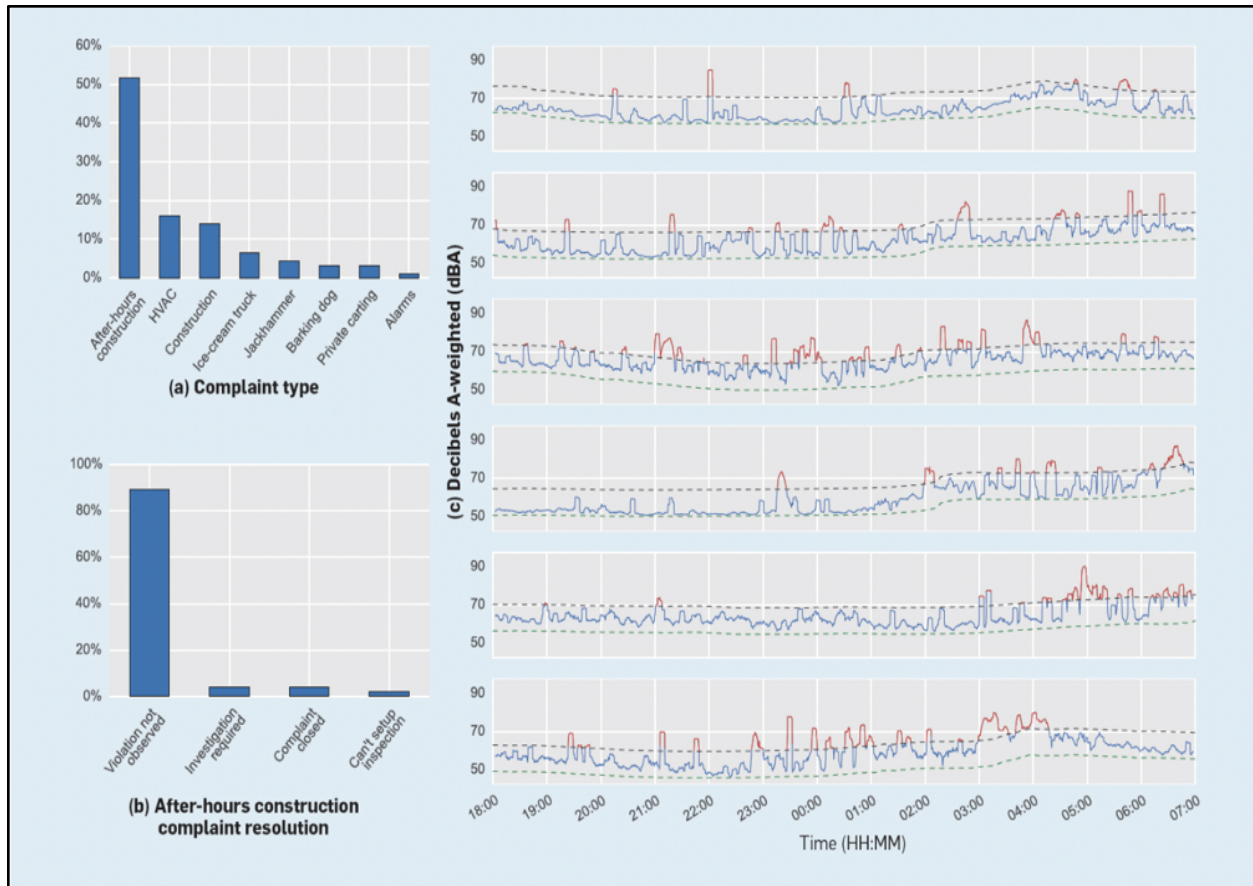 60%
50%
40%
30%
20%
10%
0%
After-hours
construction
HVAC
Construction
Ice-cream truck
Jackhammer
Barking dog
Private carting
Alarms
(a) Complaint type
100%
80%
60%
40%
20%
0%
Violation not
observed
Investigation
required
Complaint
closed
Can't setup
inspection
(b) After-hours construction
complaint resolution
(c) Decibels A-weighted (dBA)
90
70
50
90
70
50
90
70
50
90
70
50
90
70
50
90
70
50
18:00 19:00 20:00 21:00 22:00 23:00 00:00 01:00 02:00 03:00 04:00 05:00 06:00 07:00
Time (HH:MM)